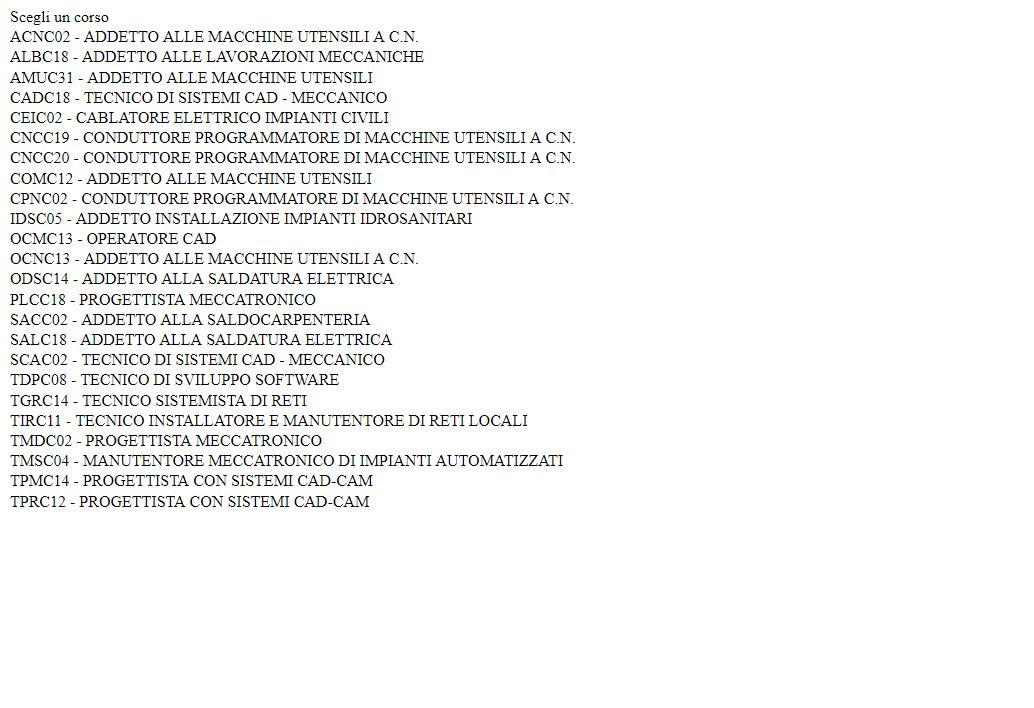 Scegli un corso
ACNC02 - ADDETTO ALLE MACCHINE UTENSILI A C.N.
ALBC18 - ADDETTO ALLE LAVORAZIONI MECCANICHE
AMUC31 - ADDETTO ALLE MACCHINE UTENSILI
CADC18 - TECNICO DI SISTEMI CAD - MECCANICO
CEIC02 - CABLATORE ELETTRICO IMPIANTI CIVILI
CNCC19 - CONDUTTORE PROGRAMMATORE DI MACCHINE UTENSILI A C.N.
CNCC20 - CONDUTTORE PROGRAMMATORE DI MACCHINE UTENSILI A C.N.
COMC12 - ADDETTO ALLE MACCHINE UTENSILI
CPNC02 - CONDUTTORE PROGRAMMATORE DI MACCHINE UTENSILI A C.N.
IDSC05 - ADDETTO INSTALLAZIONE IMPIANTI IDROSANITARI
OCMC13 - OPERATORE CAD
OCNC13 - ADDETTO ALLE MACCHINE UTENSILI A C.N.
ODSC14 - ADDETTO ALLA SALDATURA ELETTRICA
PLCC18 - PROGETTISTA MECCATRONICO
SACC02 - ADDETTO ALLA SALDOCARPENTERIA
SALC18 - ADDETTO ALLA SALDATURA ELETTRICA
SCAC02 - TECNICO DI SISTEMI CAD - MECCANICO
TDPC08 - TECNICO DI SVILUPPO SOFTWARE
TGRC14 - TECNICO SISTEMISTA DI RETI
TIRC11 - TECNICO INSTALLATORE E MANUTENTORE DI RETI LOCALI
TMDC02 - PROGETTISTA MECCATRONICO
TMSC04 - MANUTENTORE MECCATRONICO DI IMPIANTI AUTOMATIZZATI
TPMC14 - PROGETTISTA CON SISTEMI CAD-CAM
TPRC12 - PROGETTISTA CON SISTEMI CAD-CAM